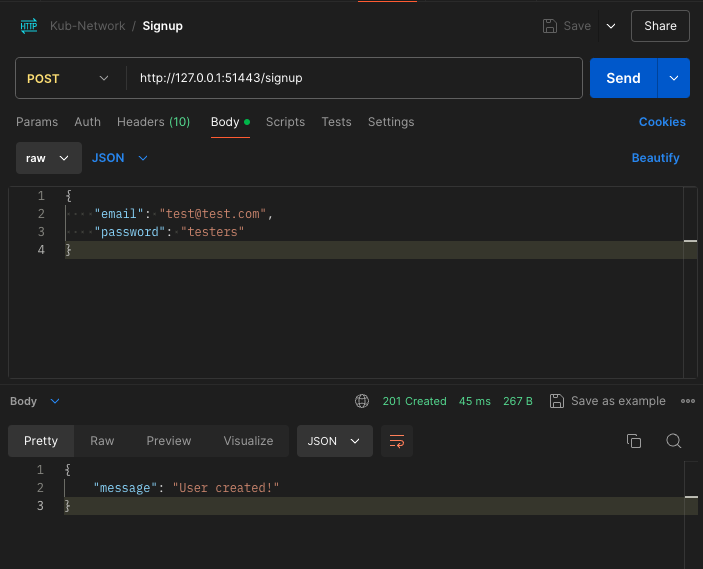 HTTP Kub-Network / Signup Save Share
POST http://127.0.0.1:51443/signup Send
Params Auth Headers (10) Body Scripts Tests Settings Cookies
raw JSON Beautify
1 {
2 ····"email":·"test@test.com",
3 ····"password":·"testers"
4 }
Body 201 Created 45 ms 267 B Save as example
Pretty Raw Preview Visualize JSON
1 {
2 "message": "User created!"
3 }